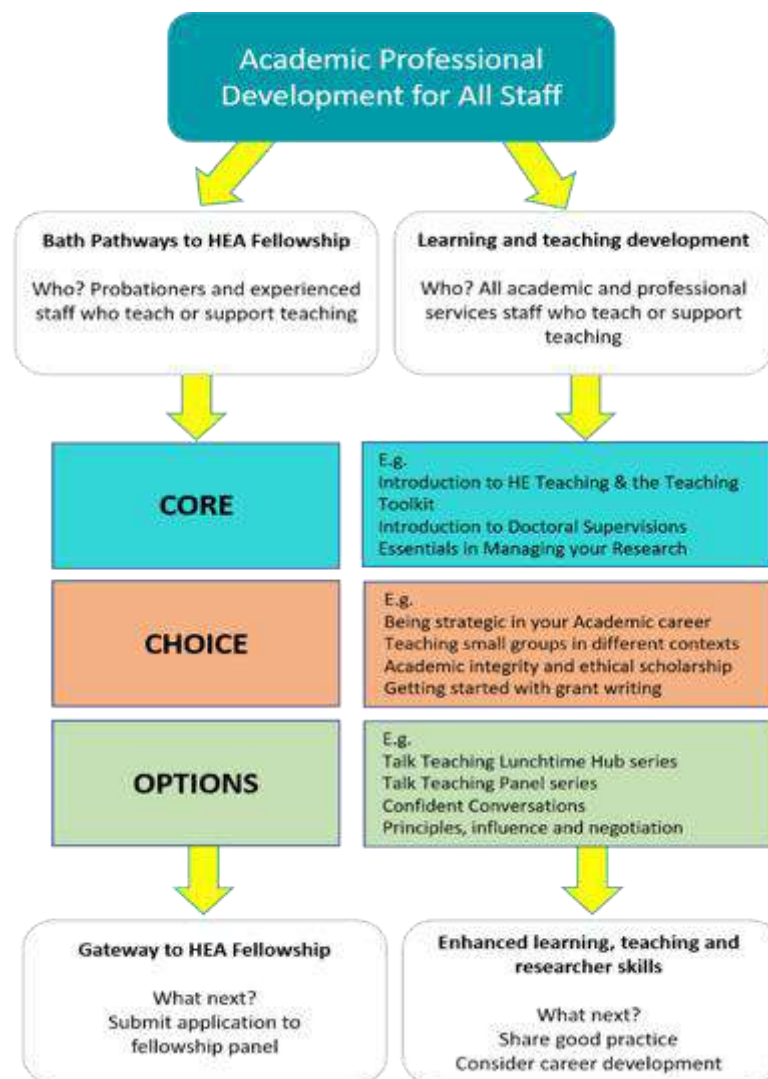 Academic Professional
Development for All Staff
Bath Pathways to HEA Fellowship
Who? Probationers and experienced
staff who teach or support teaching
Learning and teaching development
Who? All academic and professional
services staff who teach or support
teaching
CORE
E.g.
Introduction to HE Teaching & the Teaching
Toolkit
Introduction to Doctoral Supervisions
Essentials in Managing your Research
CHOICE
E.g.
Being strategic in your Academic career
Teaching small groups in different contexts
Academic integrity and ethical scholarship
Getting started with grant writing
OPTIONS
E.g.
Talk Teaching Lunchtime Hub series
Talk Teaching Panel series
Confident Conversations
Principles, influence and negotiation
Gateway to HEA Fellowship
What next?
Submit application to
fellowship panel
Enhanced learning, teaching and
researcher skills
What next?
Share good practice
Consider career development